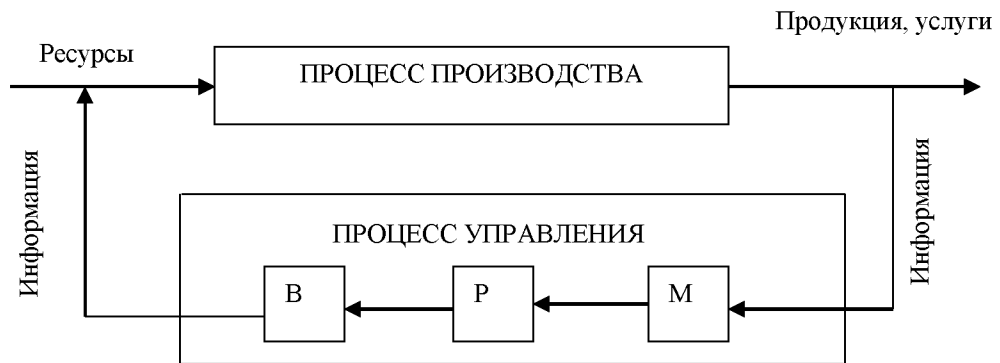 Продукция, услуги
Ресурсы
ПРОЦЕСС ПРОИЗВОДСТВА
Информация
Информация
ПРОЦЕСС УПРАВЛЕНИЯ
В
Р
М